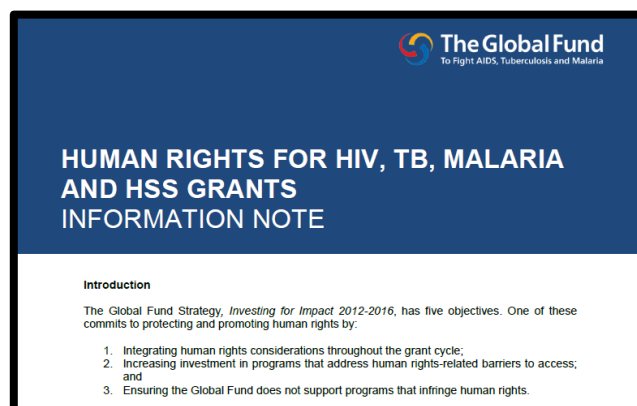 The Global Fund
To Fight AIDS, Tuberculosis and Malaria
HUMAN RIGHTS FOR HIV, TB, MALARIA
AND HSS GRANTS
INFORMATION NOTE
Introduction
The Global Fund Strategy, Investing for Impact 2012-2016, has five objectives. One of these
commits to protecting and promoting human rights by:
1. Integrating human rights considerations throughout the grant cycle;
2. Increasing investment in programs that address human rights-related barriers to access;
and
3. Ensuring the Global Fund does not support programs that infringe human rights.